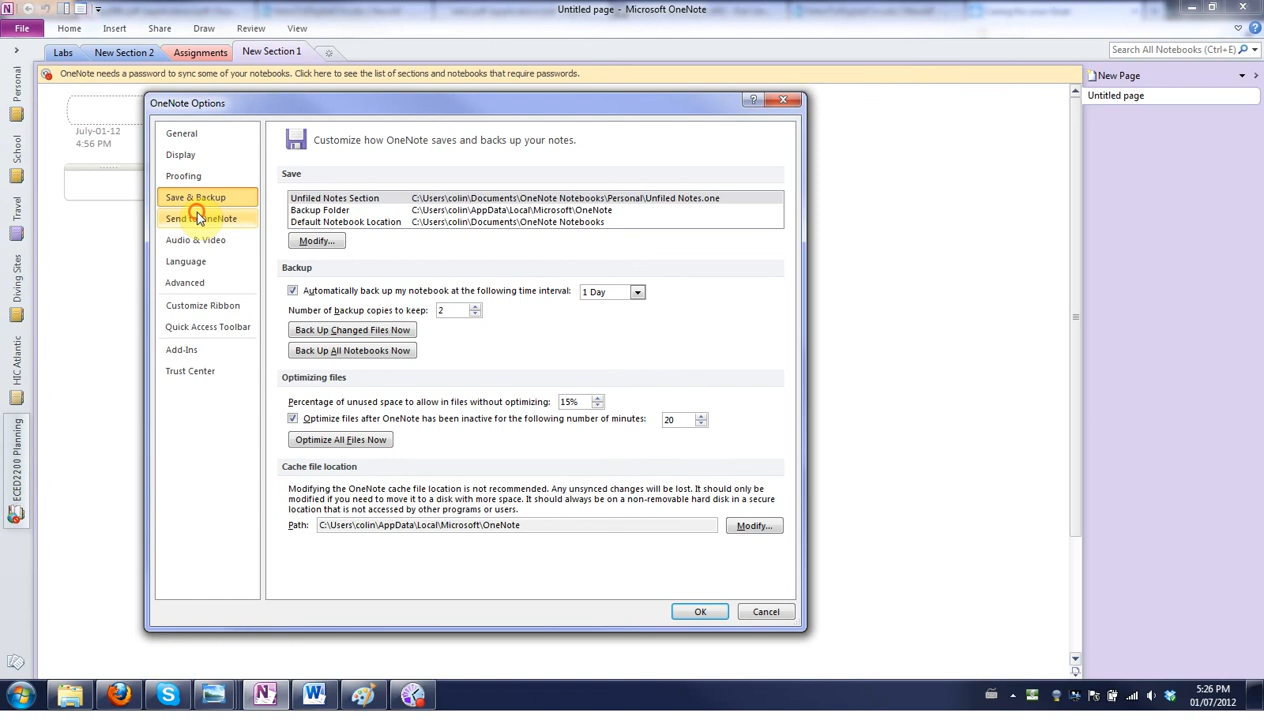 Untitled page - Microsoft OneNote
File Home Insert Share Draw Review View
Labs New Section 2 Assignments New Section 1 Search All Notebooks (Ctrl+E)
OneNote needs a password to sync some of your notebooks. Click here to see the list of sections and notebooks that require passwords.
New Page
Untitled page
Personal
School
Travel
Diving Sites
HIC Atlantic
ECED2200 Planning
July-01-12
4:56 PM
OneNote Options
General
Display
Proofing
Save & Backup
Send to OneNote
Audio & Video
Language
Advanced
Customize Ribbon
Quick Access Toolbar
Add-Ins
Trust Center
Customize how OneNote saves and backs up your notes.
Save
Unfiled Notes Section C:\Users\colin\Documents\OneNote Notebooks\Personal\Unfiled Notes.one
Backup Folder C:\Users\colin\AppData\Local\Microsoft\OneNote
Default Notebook Location C:\Users\colin\Documents\OneNote Notebooks
Modify...
Backup
Automatically back up my notebook at the following time interval: 1 Day
Number of backup copies to keep: 2
Back Up Changed Files Now
Back Up All Notebooks Now
Optimizing files
Percentage of unused space to allow in files without optimizing: 15%
Optimize files after OneNote has been inactive for the following number of minutes: 20
Optimize All Files Now
Cache file location
Modifying the OneNote cache file location is not recommended. Any unsynced changes will be lost. It should only be
modified if you need to move it to a disk with more space. It should always be on a non-removable hard disk in a secure
location that is not accessed by other programs or users.
Path: C:\Users\colin\AppData\Local\Microsoft\OneNote Modify...
OK Cancel
5:26 PM
01/07/2012